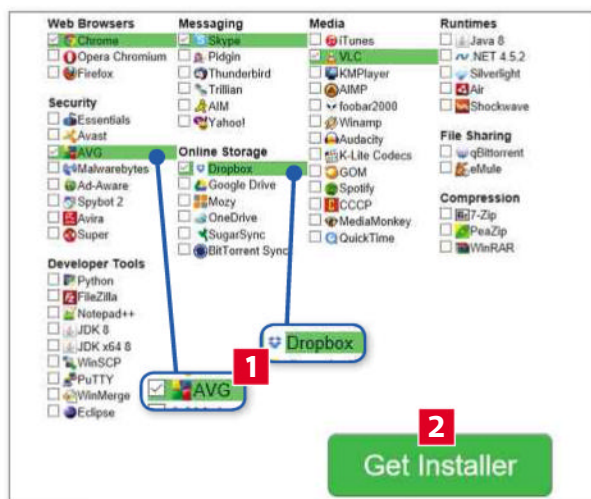 Web Browsers
Chrome
Opera Chromium
Firefox
Security
Essentials
Avast
AVG
Malwarebytes
Ad-Aware
Spybot 2
Avira
Super
Developer Tools
Python
FileZilla
Notepad++
JDK 8
JDK x64 8
WinSCP
PuTTY
WinMerge
Eclipse
Messaging
Skype
Pidgin
Thunderbird
Trillian
AIM
Yahoo!
Online Storage
Dropbox
Google Drive
Mozy
OneDrive
SugarSync
BitTorrent Sync
Media
iTunes
VLC
KMPlayer
AIMP
foobar2000
Winamp
Audacity
K-Lite Codecs
GOM
Spotify
CCCP
MediaMonkey
QuickTime
Runtimes
Java 8
.NET 4.5.2
Silverlight
Air
Shockwave
File Sharing
qBittorrent
eMule
Compression
7-Zip
PeaZip
WinRAR
1
Dropbox
AVG
2
Get Installer